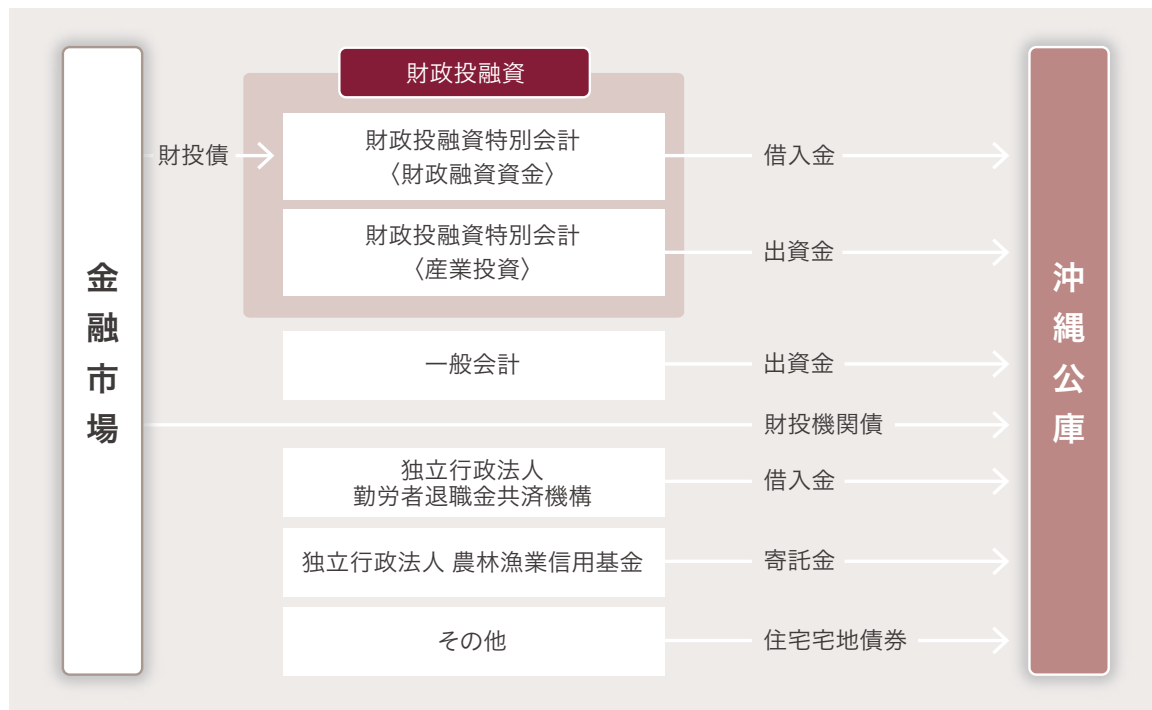 金融市場
財政投融資
財投債
財政投融資特別会計
〈財政融資資金〉
借入金
財政投融資特別会計
〈産業投資〉
出資金
一般会計
出資金
財投機関債
独立行政法人
勤労者退職金共済機構
借入金
独立行政法人 農林漁業信用基金
寄託金
その他
住宅宅地債券
沖縄公庫